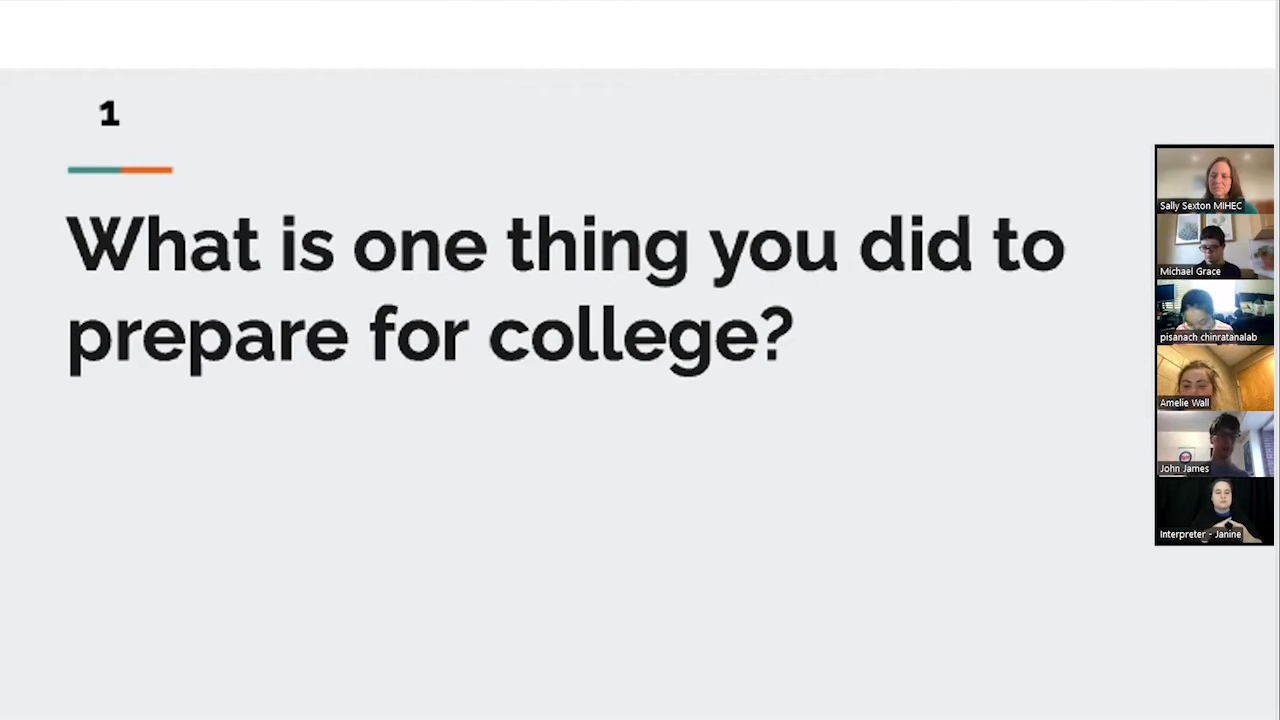 1
What is one thing you did to
prepare for college?
Sally Sexton MIHEC
Michael Grace
pisanach chinratanalab
Amelie Wall
John James
Interpreter - Janine